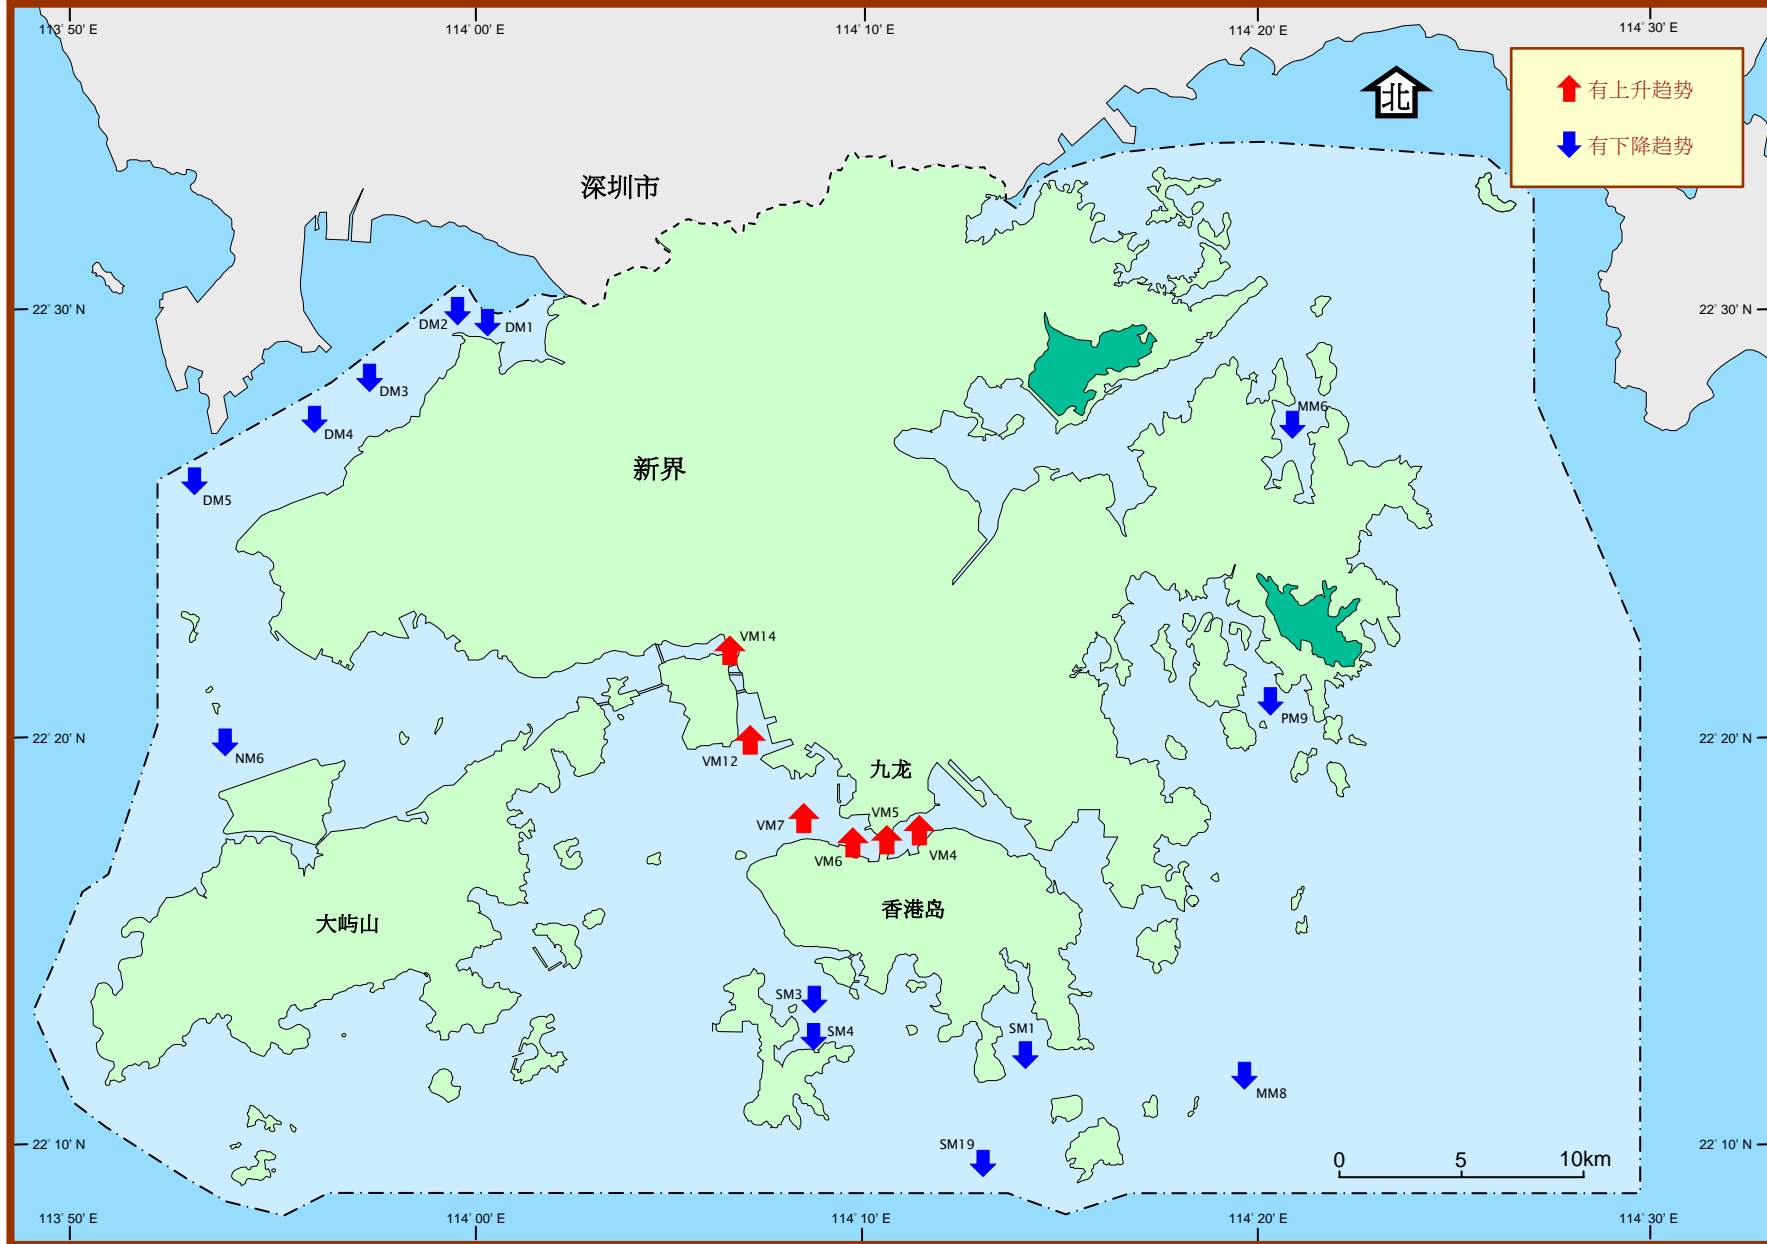 113° 50' E
114° 00' E
114° 10' E
114° 20' E
114° 30' E
北
有上升趋势
有下降趋势
深圳市
22° 30' N
22° 30' N
DM2
DM1
DM3
DM4
MM6
新界
DM5
VM14
PM9
22° 20' N
22° 20' N
NM6
VM12
九龙
VM5
VM7
VM6
VM4
香港岛
大屿山
SM3
SM4
SM1
MM8
22° 10' N
22° 10' N
SM19
0 5 10km
113° 50' E
114° 00' E
114° 10' E
114° 20' E
114° 30' E